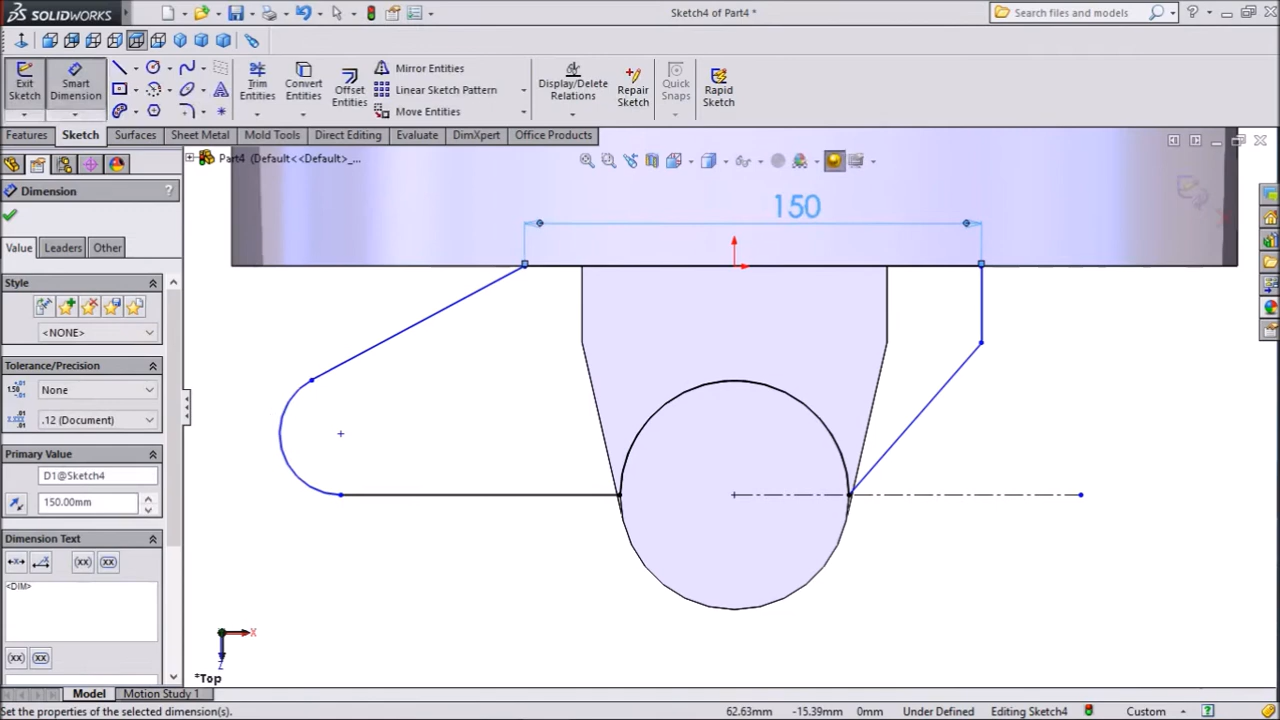 SOLIDWORKS
Sketch4 of Part4 *
Search files and models
Exit Sketch
Smart Dimension
Trim Entities
Convert Entities
Offset Entities
Mirror Entities
Linear Sketch Pattern
Move Entities
Display/Delete Relations
Repair Sketch
Quick Snaps
Rapid Sketch
Features
Sketch
Surfaces
Sheet Metal
Mold Tools
Direct Editing
Evaluate
DimXpert
Office Products
Part4 (Default<<Default>_...
Dimension
?
Value
Leaders
Other
150
Style
<NONE>
Tolerance/Precision
None
.12 (Document)
Primary Value
D1@Sketch4
150.00mm
Dimension Text
(xx)
<DIM>
X
Z
*Top
Model
Motion Study 1
Set the properties of the selected dimension(s).
62.63mm
-15.39mm
0mm
Under Defined
Editing Sketch4
Custom